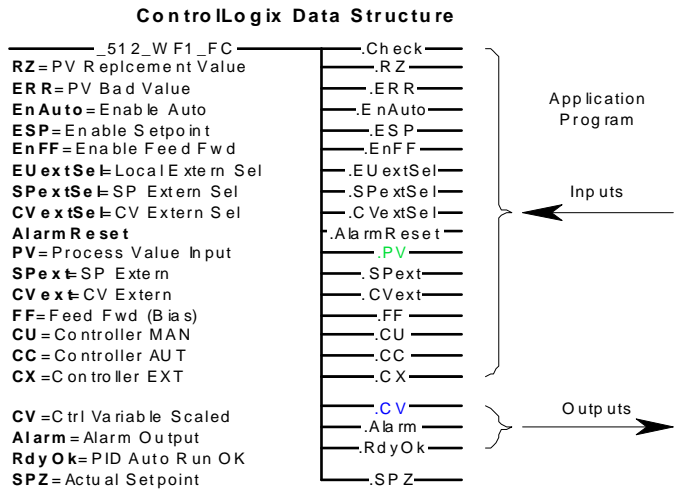 ControlLogix Data Structure
_512_WF1_FC .Check
RZ=PV Replcement Value .RZ
ERR=PV Bad Value .ERR
EnAuto=Enable Auto .EnAuto
Application
ESP=Enable Setpoint .ESP
Program
EnFF=Enable Feed Fwd .EnFF
EUextSel=Local Extern Sel .EUextSel
SPextSel=SP Extern Sel .SPextSel Inputs
CVextSel=CV Extern Sel .CVextSel
AlarmReset .AlarmReset
PV=Process Value Input .PV
SPext=SP Extern .SPext
CVext=CV Extern .CVext
FF=Feed Fwd (Bias) .FF
CU=Controller MAN .CU
CC=Controller AUT .CC
CX=Controller EXT .CX
CV=Ctrl Variable Scaled .CV Outputs
Alarm=Alarm Output .Alarm
RdyOk=PID Auto Run OK .RdyOk
SPZ=Actual Setpoint .SPZ